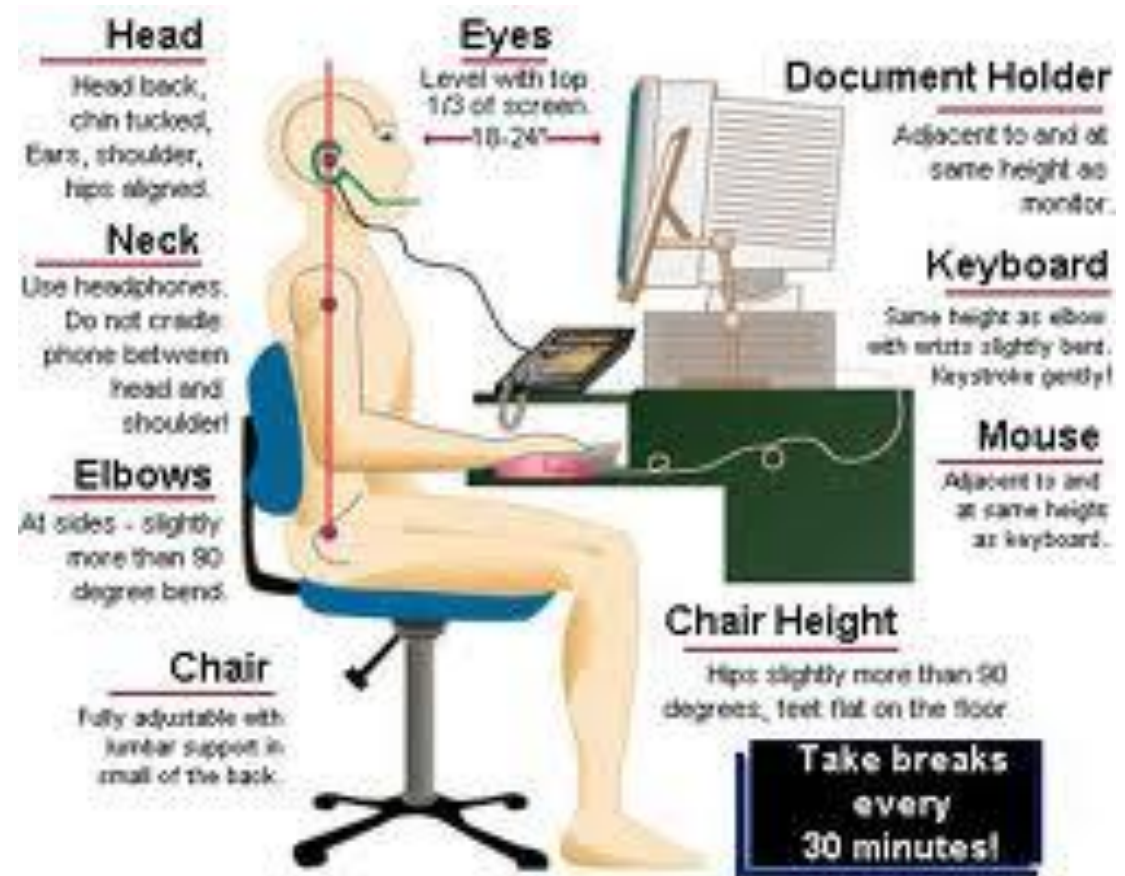 Head
Head back,
chin tucked,
Ears, shoulder,
hips aligned.
Neck
Use headphones.
Do not cradle
phone between
head and
shoulder!
Elbows
At sides - slightly
more than 90
degree bend.
Chair
Fully adjustable with
lumbar support in
small of the back.
Eyes
Level with top
1/3 of screen.
18-24"
Document Holder
Adjacent to and at
same height as
monitor.
Keyboard
Same height as elbow
with wrists slightly bent.
Keystroke gently!
Mouse
Adjacent to and
at same height
as keyboard.
Chair Height
Hips slightly more than 90
degrees, feet flat on the floor
Take breaks
every
30 minutes!